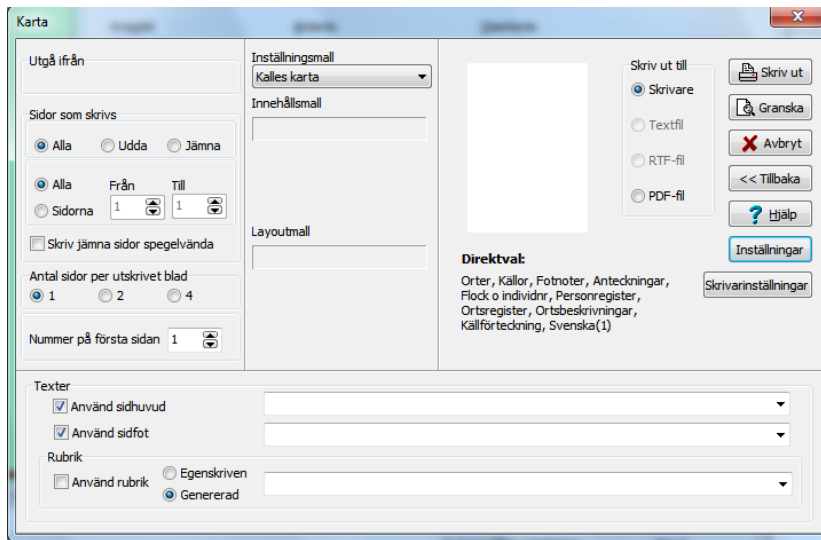 Karta
Utgå ifrån
Sidor som skrivs
Alla Udda Jämna
Alla Från Till
Sidorna 1 1
Skriv jämna sidor spegelvända
Antal sidor per utskrivet blad
1 2 4
Nummer på första sidan 1
Inställningsmall
Kalles karta
Innehållsmall
Layoutmall
Direktval:
Orter, Källor, Fotnoter, Anteckningar,
Flock o individnr, Personregister,
Ortsregister, Ortsbeskrivningar,
Källförteckning, Svenska(1)
Skriv ut till
Skrivare
Textfil
RTF-fil
PDF-fil
Skriv ut
Granska
Avbryt
<< Tillbaka
Hjälp
Inställningar
Skrivarinställningar
Texter
Använd sidhuvud
Använd sidfot
Rubrik
Använd rubrik
Egenskriven
Genererad